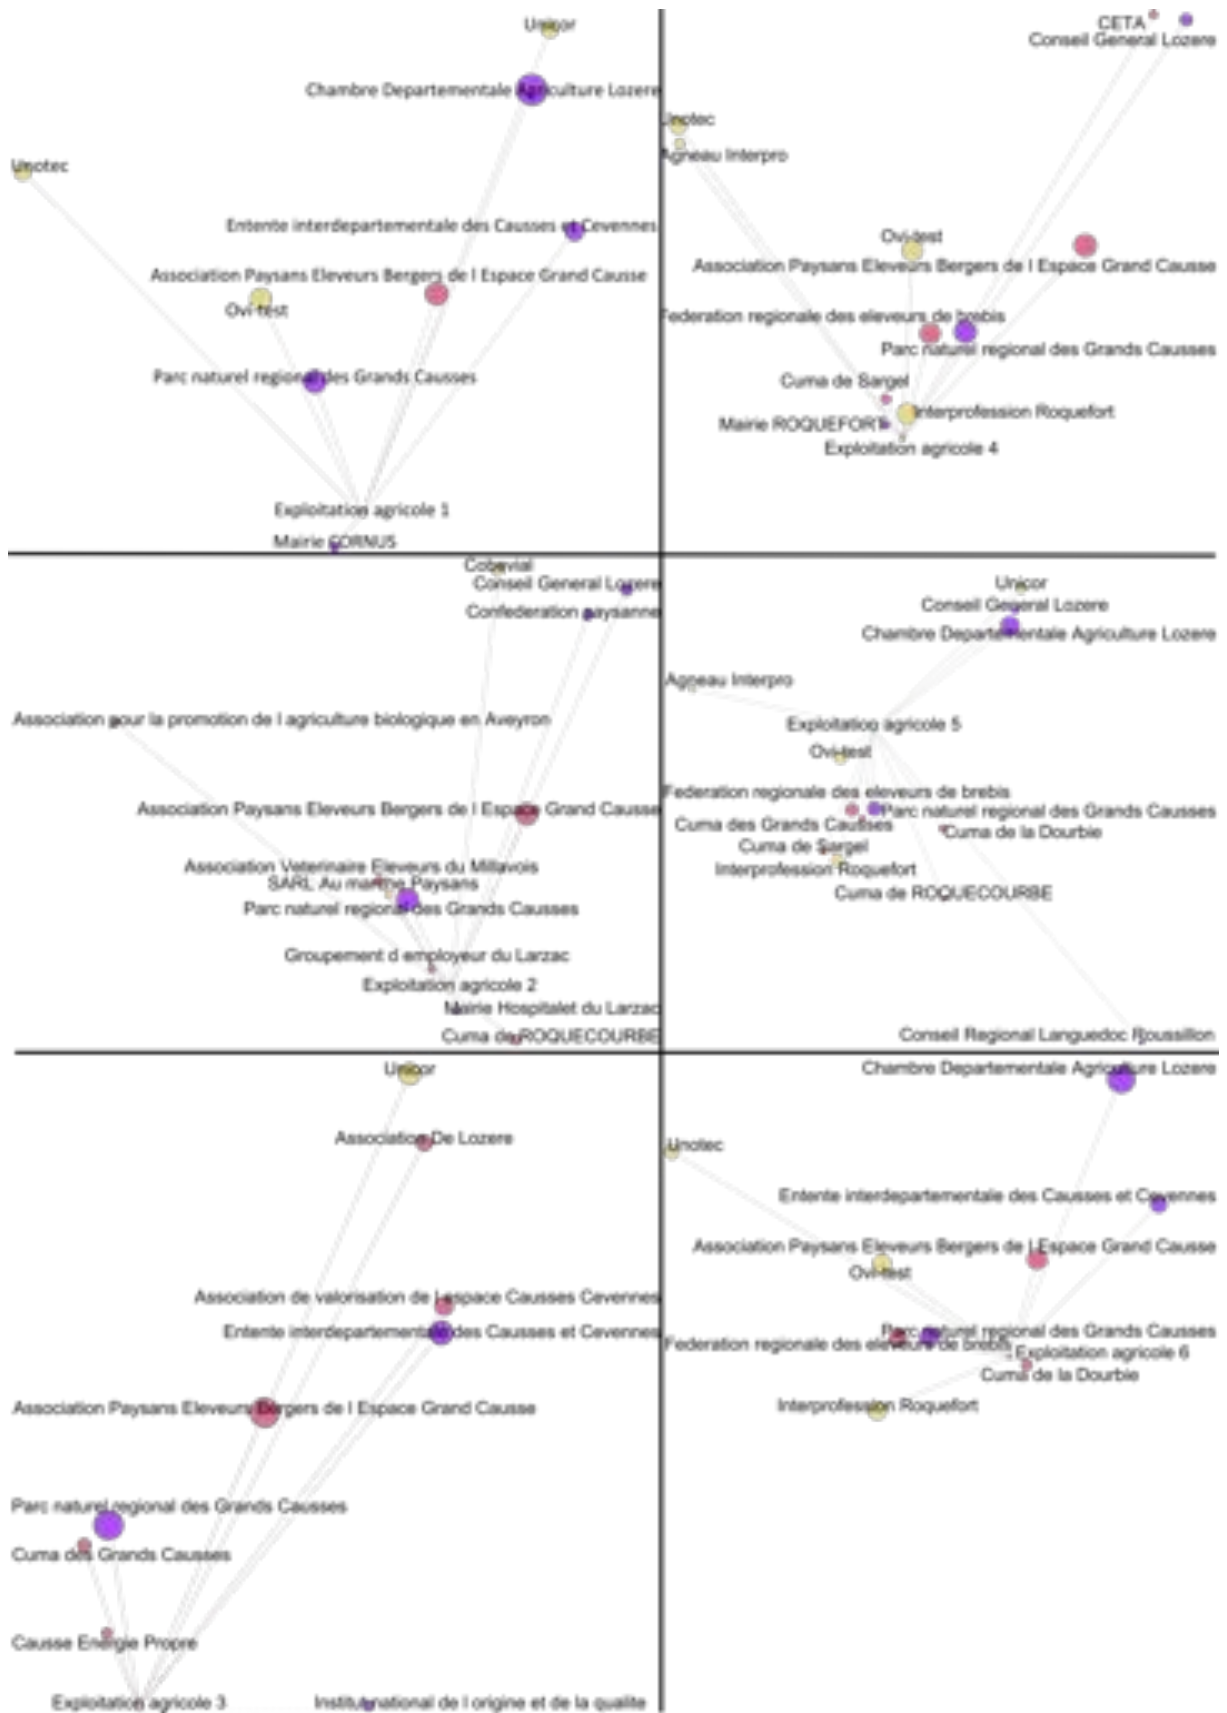 Unicor
Chambre Departementale Agriculture Lozere
Unotec
Entente interdepartementale des Causses et Cevennes
Association Paysans Eleveurs Bergers de l Espace Grand Causse
Ovi-test
Parc naturel regional des Grands Causses
Exploitation agricole 1
Mairie CORNUS
CETA
Conseil General Lozere
Unotec
Agneau Interpro
Ovi-test
Association Paysans Eleveurs Bergers de l Espace Grand Causse
Federation regionale des eleveurs de brebis
Parc naturel regional des Grands Causses
Cuma de Sargel
Interprofession Roquefort
Mairie ROQUEFORT
Exploitation agricole 4
Cobevial
Conseil General Lozere
Confederation paysanne
Association pour la promotion de l agriculture biologique en Aveyron
Association Paysans Eleveurs Bergers de l Espace Grand Causse
Association Veterinaire Eleveurs du Millavois
SARL Au marche Paysans
Parc naturel regional des Grands Causses
Groupement d employeur du Larzac
Exploitation agricole 2
Mairie Hospitalet du Larzac
Cuma de ROQUECOURBE
Unicor
Conseil General Lozere
Chambre Departementale Agriculture Lozere
Agneau Interpro
Exploitation agricole 5
Ovi-test
Federation regionale des eleveurs de brebis
Parc naturel regional des Grands Causses
Cuma des Grands Causses
Cuma de la Dourbie
Cuma de Sargel
Interprofession Roquefort
Cuma de ROQUECOURBE
Conseil Regional Languedoc Roussillon
Unicor
Association De Lozere
Association de valorisation de l espace Causses Cevennes
Entente interdepartementale des Causses et Cevennes
Association Paysans Eleveurs Bergers de l Espace Grand Causse
Parc naturel regional des Grands Causses
Cuma des Grands Causses
Causse Energie Propre
Exploitation agricole 3
Institut national de l origine et de la qualite
Chambre Departementale Agriculture Lozere
Unotec
Entente interdepartementale des Causses et Cevennes
Association Paysans Eleveurs Bergers de l Espace Grand Causse
Ovi-test
Parc naturel regional des Grands Causses
Federation regionale des eleveurs de brebis
Exploitation agricole 6
Cuma de la Dourbie
Interprofession Roquefort